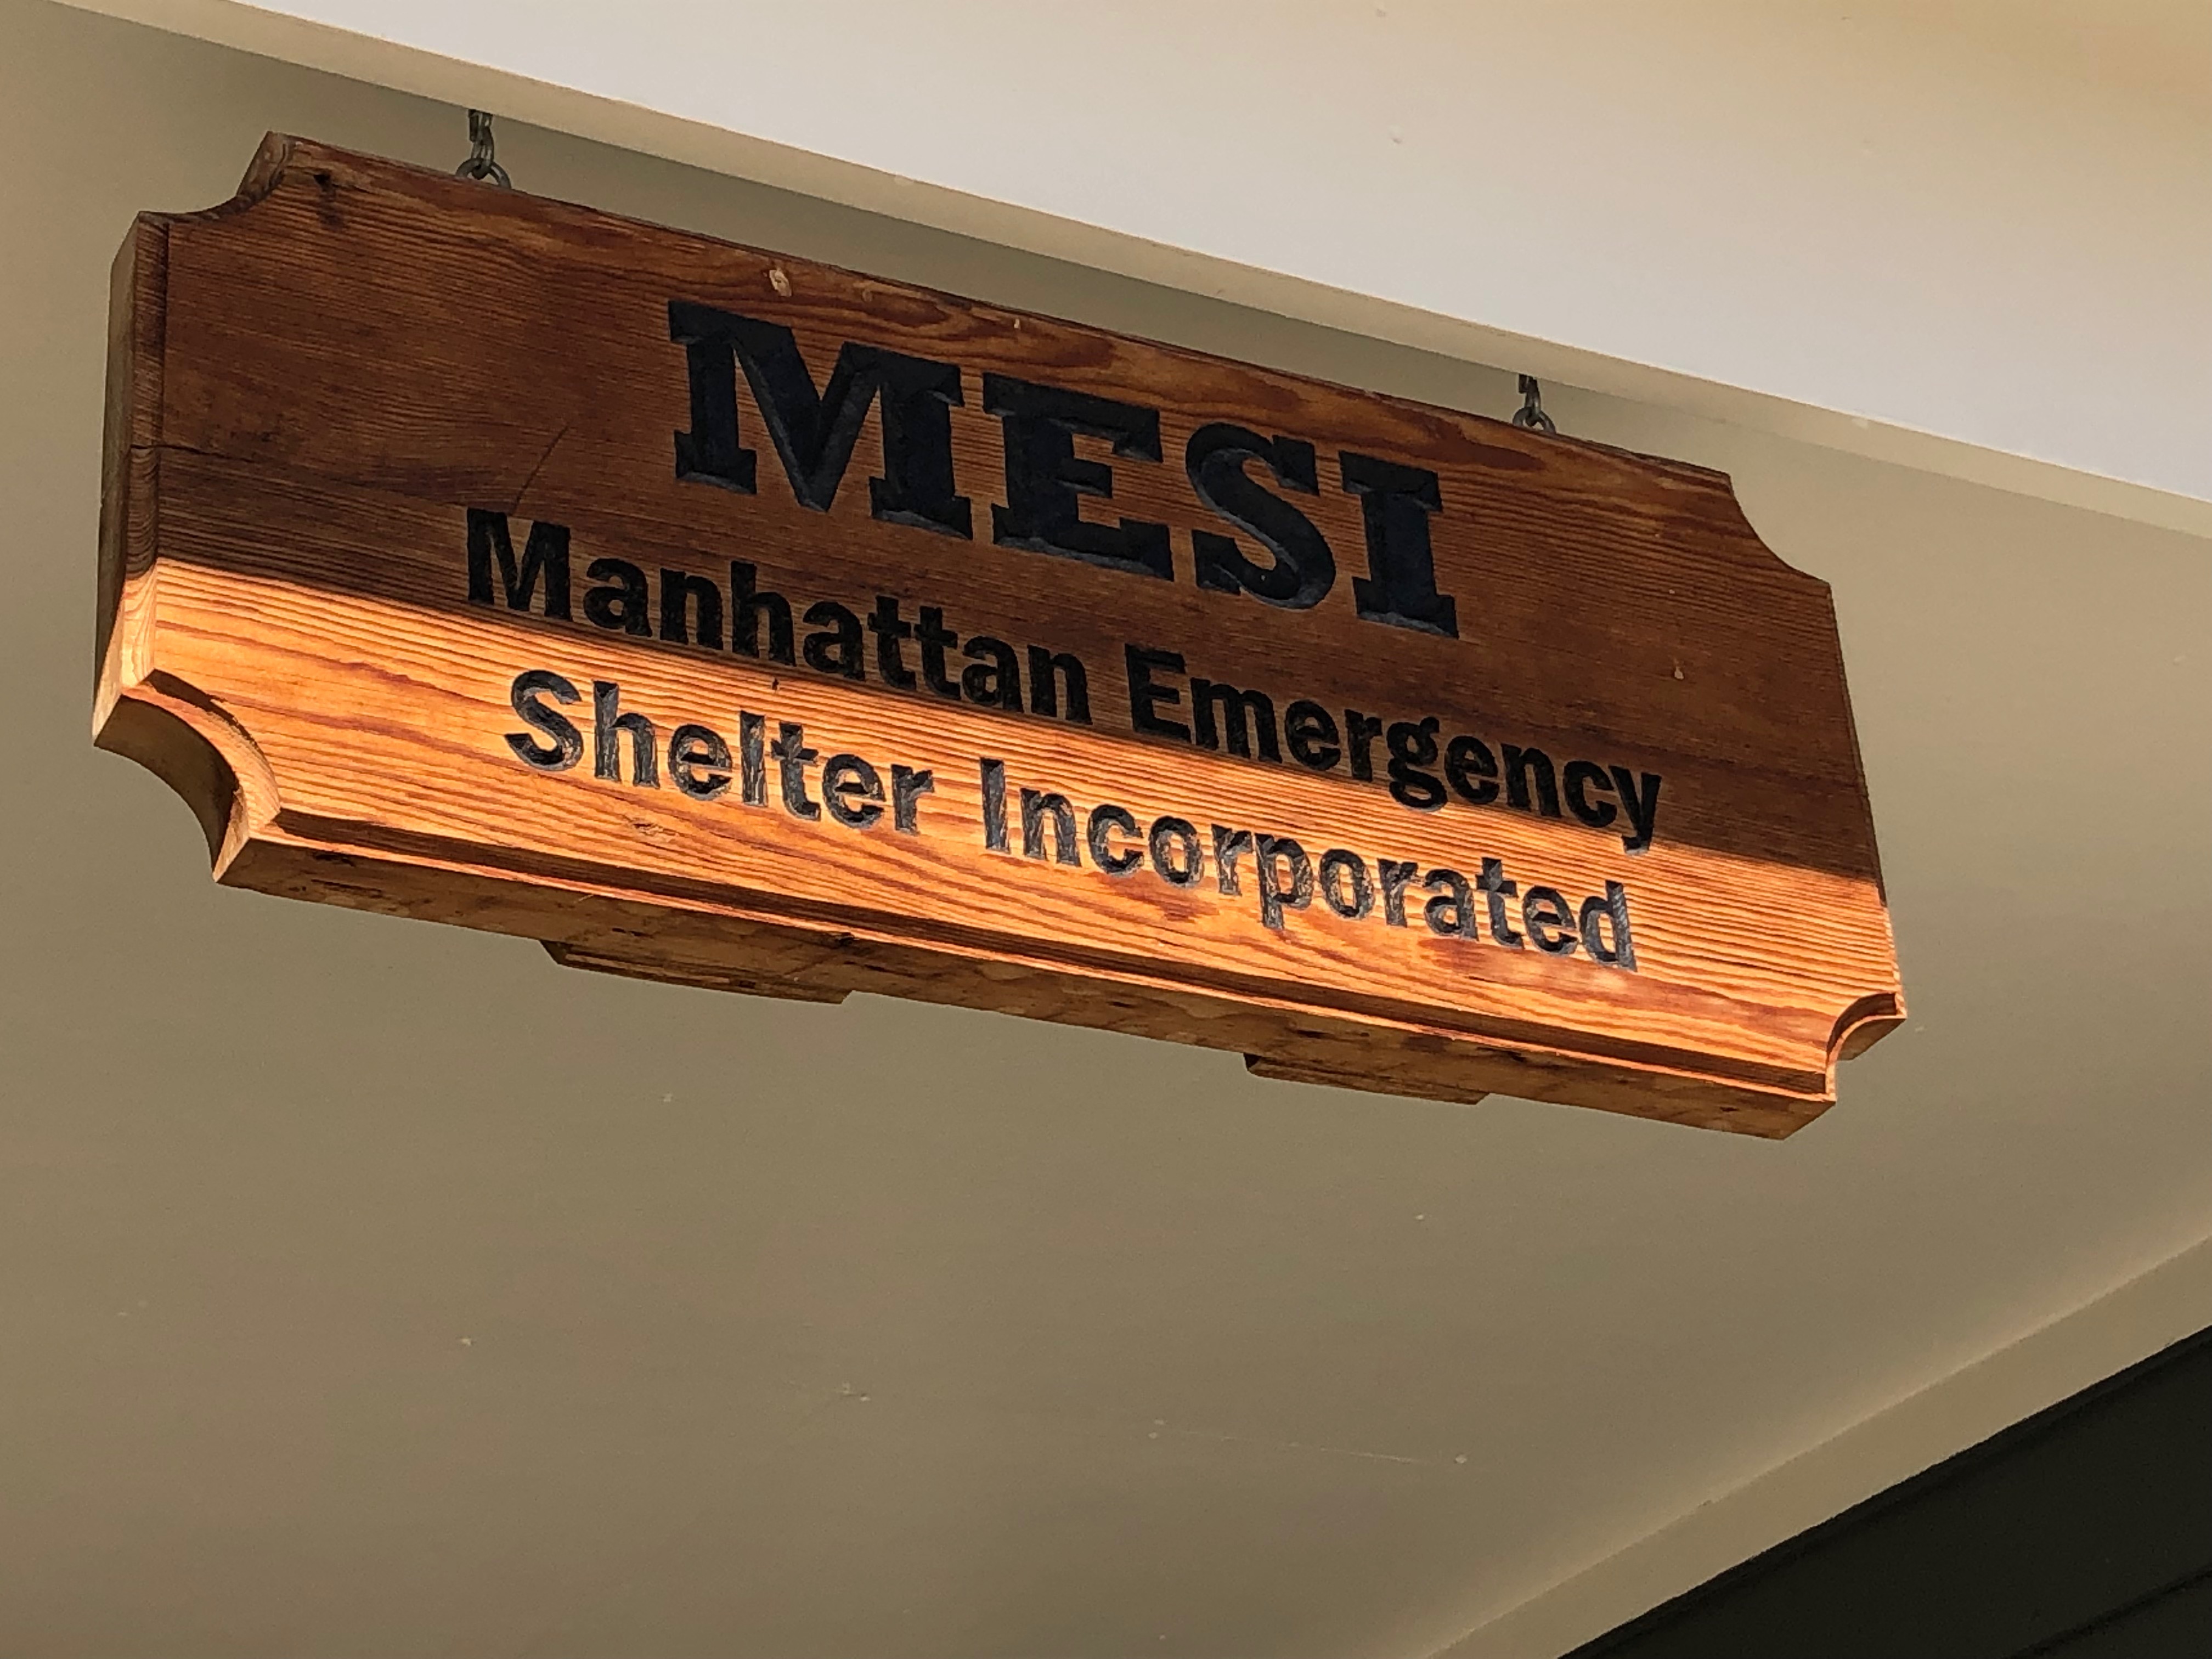 MESI
Manhattan Emergency
Shelter Incorporated